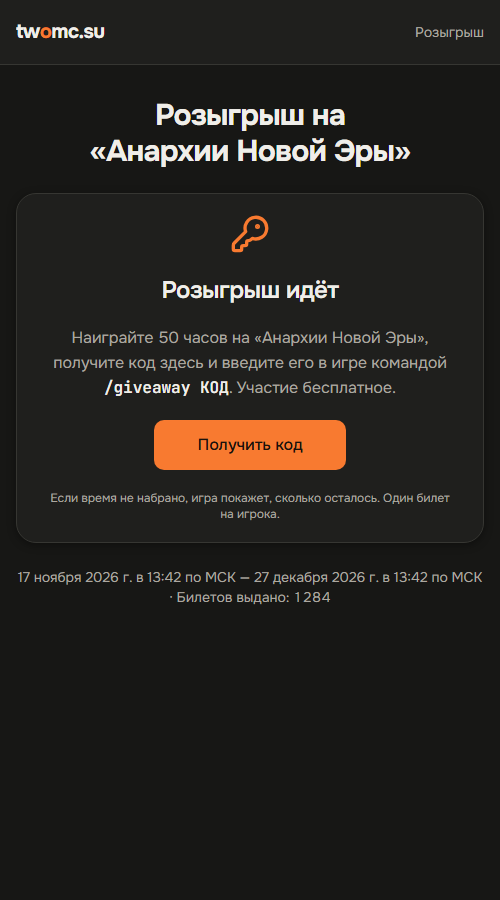 twomc.su
Розыгрыш
Розыгрыш на
«Анархии Новой Эры»
Розыгрыш идёт
Наиграйте 50 часов на «Анархии Новой Эры»,
получите код здесь и введите его в игре командой
/giveaway КОД. Участие бесплатное.
Получить код
Если время не набрано, игра покажет, сколько осталось. Один билет
на игрока.
17 ноября 2026 г. в 13:42 по МСК — 27 декабря 2026 г. в 13:42 по МСК
· Билетов выдано: 1 284